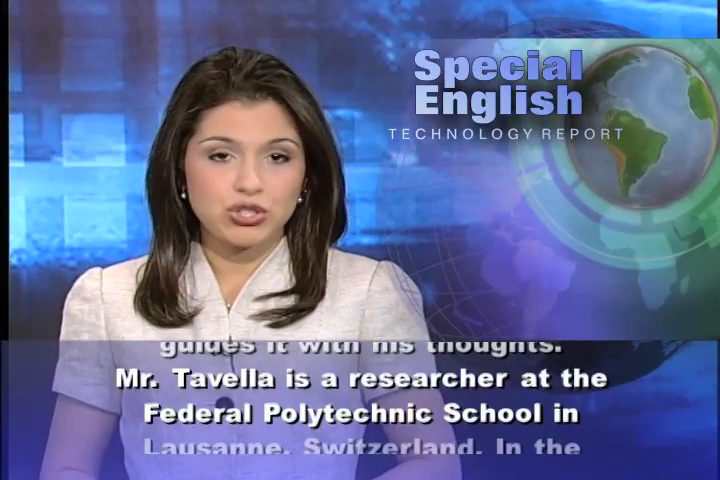 Special
English
TECHNOLOGY REPORT
guides it with his thoughts.
Mr. Tavella is a researcher at the
Federal Polytechnic School in
Lausanne, Switzerland. In the